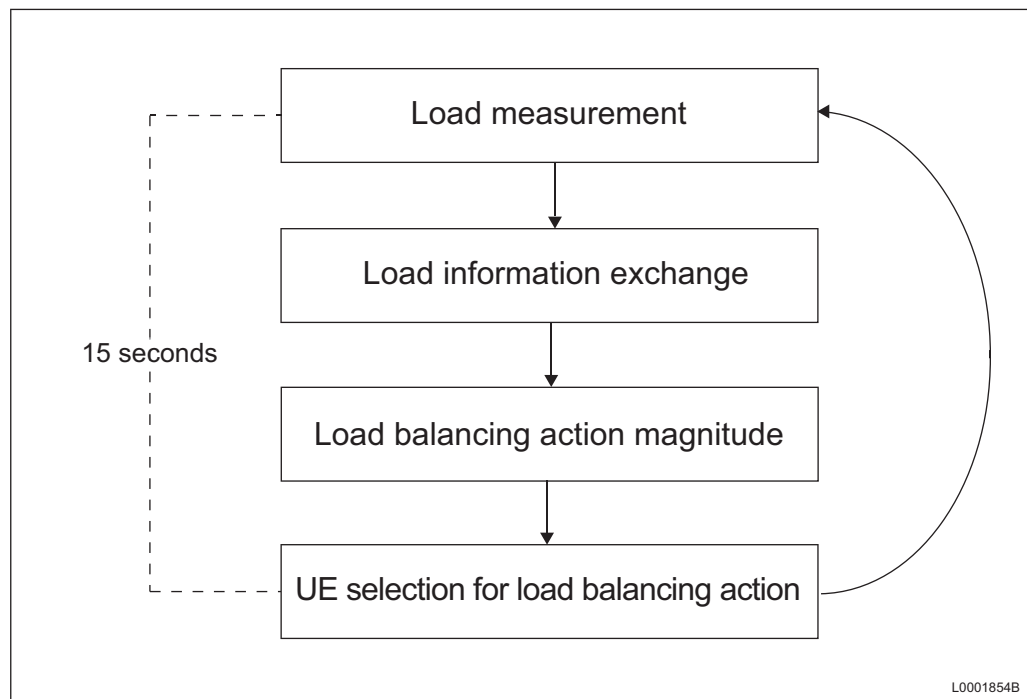 Load measurement
Load information exchange
15 seconds
Load balancing action magnitude
UE selection for load balancing action
L0001854B